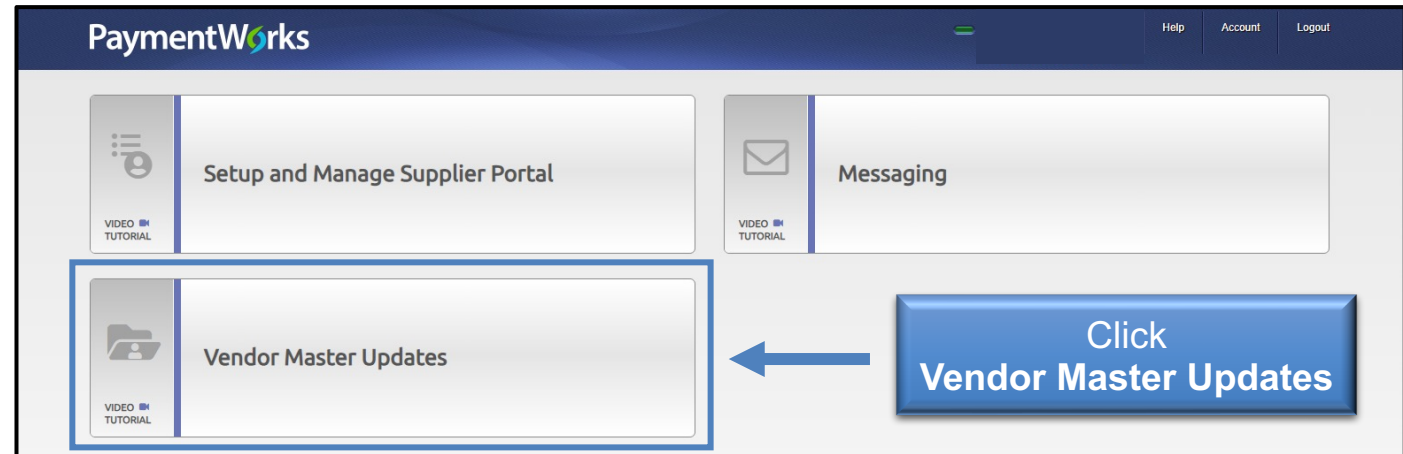 PaymentWorks
Help Account Logout
Setup and Manage Supplier Portal
VIDEO
TUTORIAL
Messaging
VIDEO
TUTORIAL
Vendor Master Updates
VIDEO
TUTORIAL
Click
Vendor Master Updates